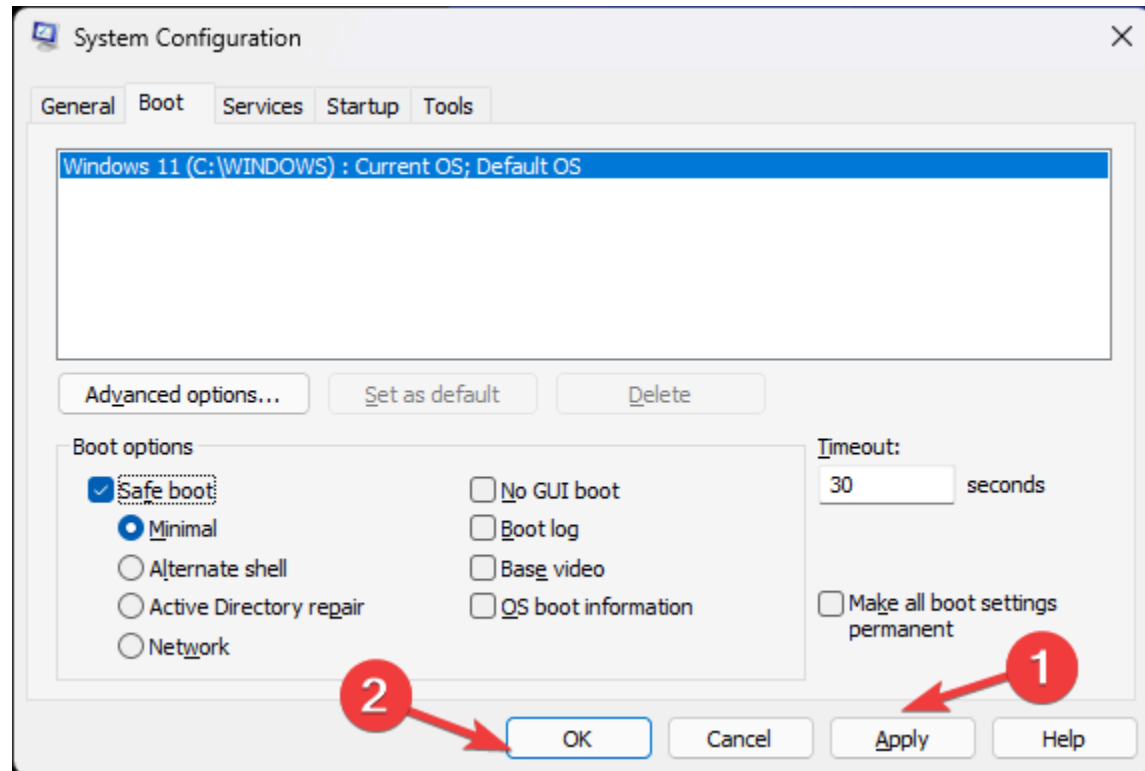 System Configuration
General Boot Services Startup Tools
Windows 11 (C:\WINDOWS) : Current OS; Default OS
Advanced options... Set as default Delete
Boot options
Timeout:
Safe boot
No GUI boot
30 seconds
Minimal
Boot log
Alternate shell
Base video
Active Directory repair
OS boot information
Make all boot settings
permanent
Network
2
1
OK Cancel Apply Help